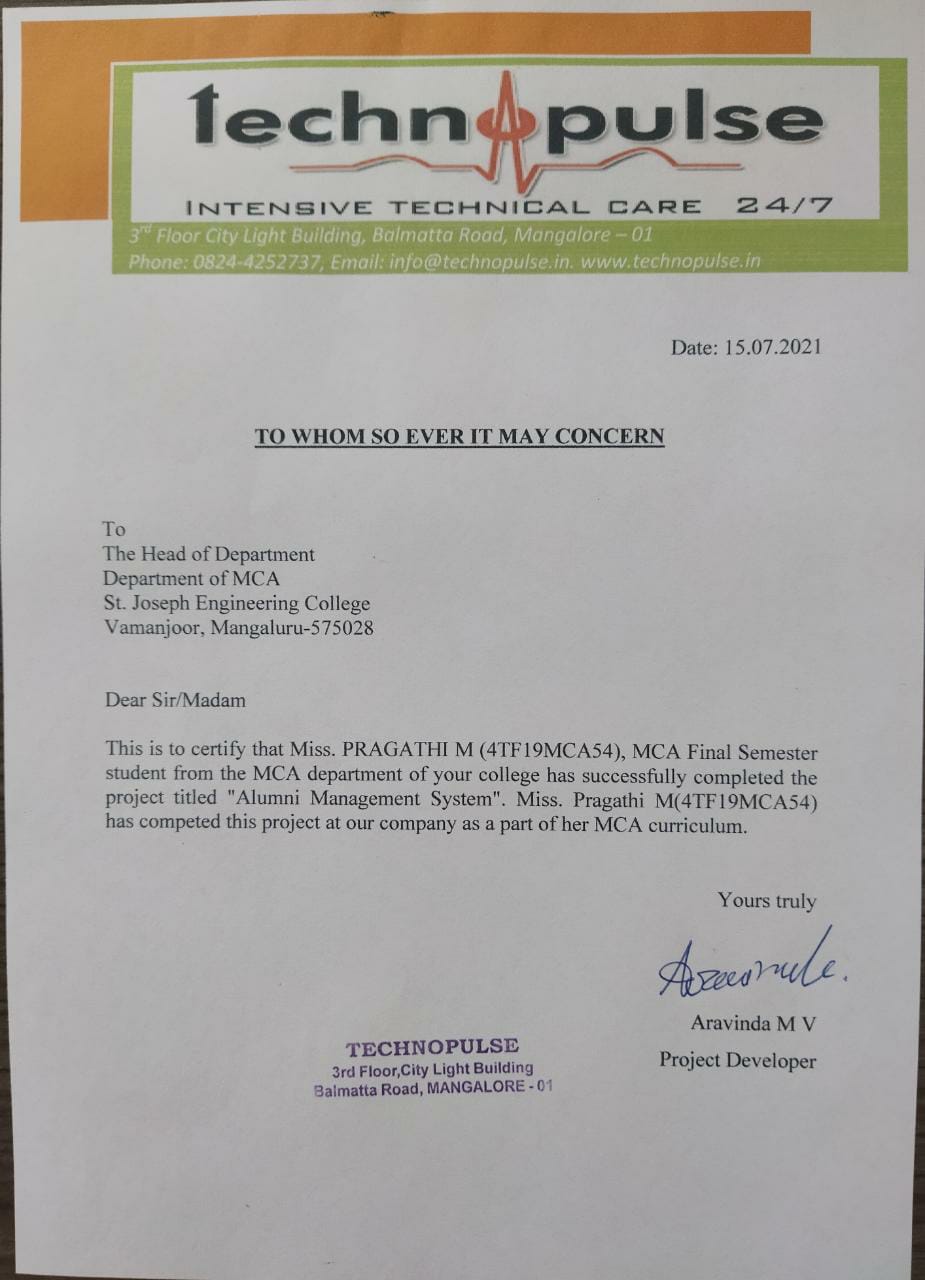 technopulse
INTENSIVE TECHNICAL CARE 24/7
3rd Floor City Light Building, Balmatta Road, Mangalore – 01
Phone: 0824-4252737, Email: info@technopulse.in. www.technopulse.in
Date: 15.07.2021
TO WHOM SO EVER IT MAY CONCERN
To
The Head of Department
Department of MCA
St. Joseph Engineering College
Vamanjoor, Mangaluru-575028
Dear Sir/Madam
This is to certify that Miss. PRAGATHI M (4TF19MCA54), MCA Final Semester
student from the MCA department of your college has successfully completed the
project titled "Alumni Management System". Miss. Pragathi M(4TF19MCA54)
has competed this project at our company as a part of her MCA curriculum.
Yours truly
Aravinda M V
Project Developer
TECHNOPULSE
3rd Floor,City Light Building
Balmatta Road, MANGALORE - 01